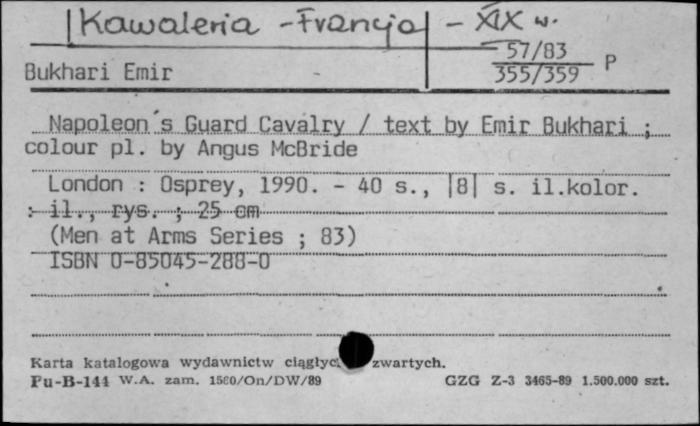 Kawaleria - Francja - XIX w.
57/83
355/359 P
Bukhari Emir
Napoleon's Guard Cavalry / text by Emir Bukhari ;
colour pl. by Angus McBride
London : Osprey, 1990. - 40 s., |8| s. il.kolor.
: il., rys. ; 25 cm
(Men at Arms Series ; 83)
ISBN 0-85045-288-0
Karta katalogowa wydawnictw ciągłyc zwartych.
Pu-B-144 W.A. zam. 1560/On/DW/89 GZG Z-3 3465-89 1.500.000 szt.